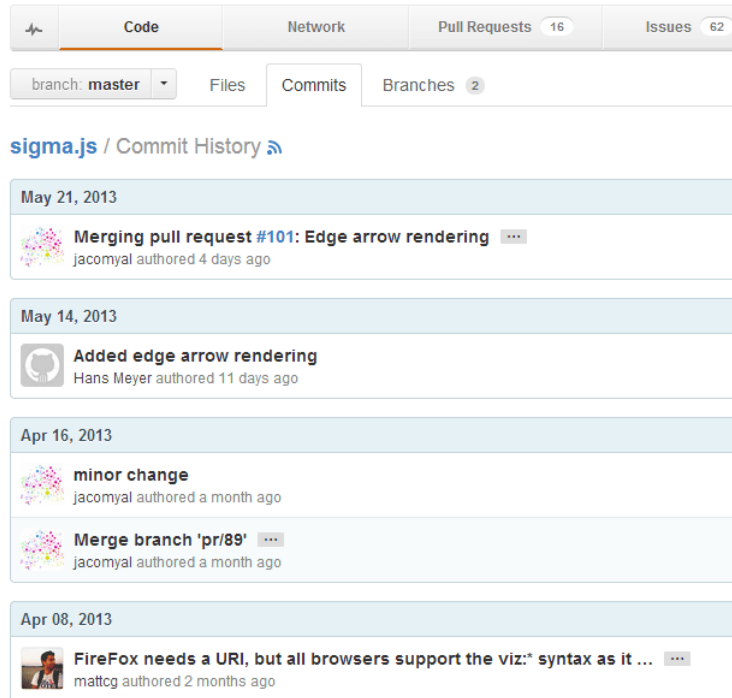 Code Network Pull Requests 16 Issues 62
branch: master Files Commits Branches 2
sigma.js / Commit History
May 21, 2013
Merging pull request #101: Edge arrow rendering ...
jacomyal authored 4 days ago
May 14, 2013
Added edge arrow rendering
Hans Meyer authored 11 days ago
Apr 16, 2013
minor change
jacomyal authored a month ago
Merge branch 'pr/89' ...
jacomyal authored a month ago
Apr 08, 2013
FireFox needs a URI, but all browsers support the viz:* syntax as it ... ...
mattcg authored 2 months ago